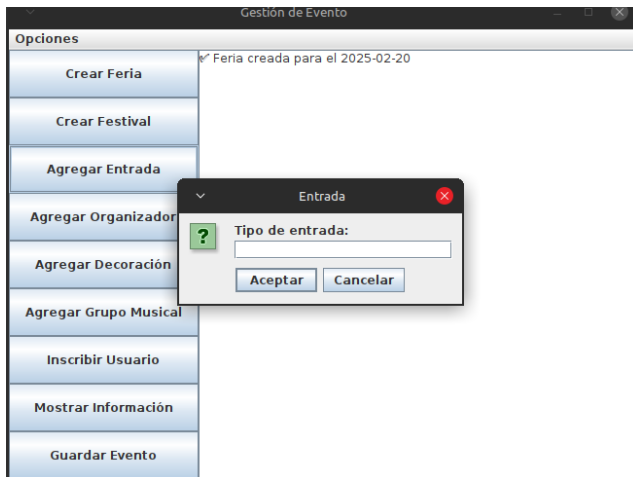 Gestión de Evento
Opciones
Crear Feria
✔ Feria creada para el 2025-02-20
Crear Festival
Agregar Entrada
Entrada
Agregar Organizador
? Tipo de entrada:
Agregar Decoración
Aceptar Cancelar
Agregar Grupo Musical
Inscribir Usuario
Mostrar Información
Guardar Evento